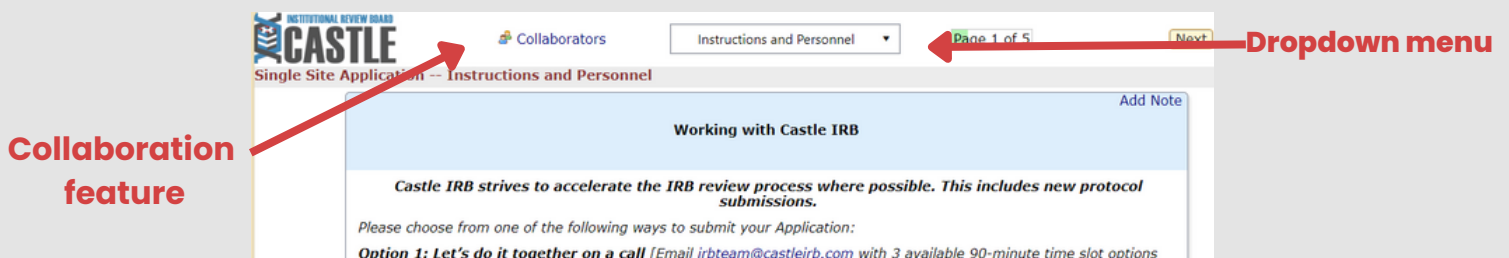 INSTITUTIONAL REVIEW BOARD
CASTLE
Collaborators
Instructions and Personnel
Page 1 of 5
Next
Dropdown menu
Single Site Application -- Instructions and Personnel
Add Note
Working with Castle IRB
Collaboration
feature
Castle IRB strives to accelerate the IRB review process where possible. This includes new protocol
submissions.
Please choose from one of the following ways to submit your Application:
Option 1: Let's do it together on a call [Email irbteam@castleirb.com with 3 available 90-minute time slot options